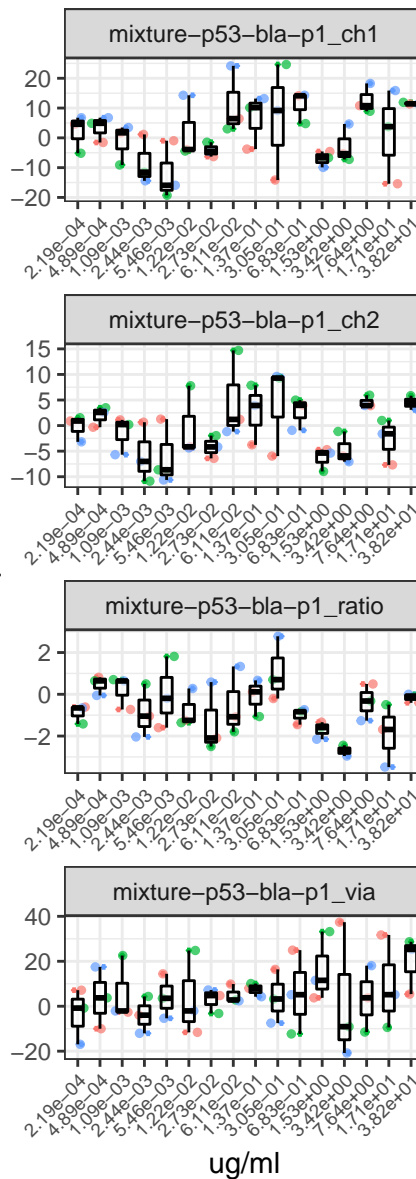 mixture−p53−bla−p1_ch1
20
10
0
−10
−20
2.19e−04
4.89e−04
1.09e−03
2.44e−03
5.46e−03
1.22e−02
2.73e−02
6.11e−02
1.37e−01
3.05e−01
6.83e−01
1.53e+00
3.42e+00
7.64e+00
1.71e+01
3.82e+01
mixture−p53−bla−p1_ch2
15
10
5
0
−5
−10
2.19e−04
4.89e−04
1.09e−03
2.44e−03
5.46e−03
1.22e−02
2.73e−02
6.11e−02
1.37e−01
3.05e−01
6.83e−01
1.53e+00
3.42e+00
7.64e+00
1.71e+01
3.82e+01
mixture−p53−bla−p1_ratio
2
0
−2
2.19e−04
4.89e−04
1.09e−03
2.44e−03
5.46e−03
1.22e−02
2.73e−02
6.11e−02
1.37e−01
3.05e−01
6.83e−01
1.53e+00
3.42e+00
7.64e+00
1.71e+01
3.82e+01
mixture−p53−bla−p1_via
40
20
0
−20
2.19e−04
4.89e−04
1.09e−03
2.44e−03
5.46e−03
1.22e−02
2.73e−02
6.11e−02
1.37e−01
3.05e−01
6.83e−01
1.53e+00
3.42e+00
7.64e+00
1.71e+01
3.82e+01
ug/ml